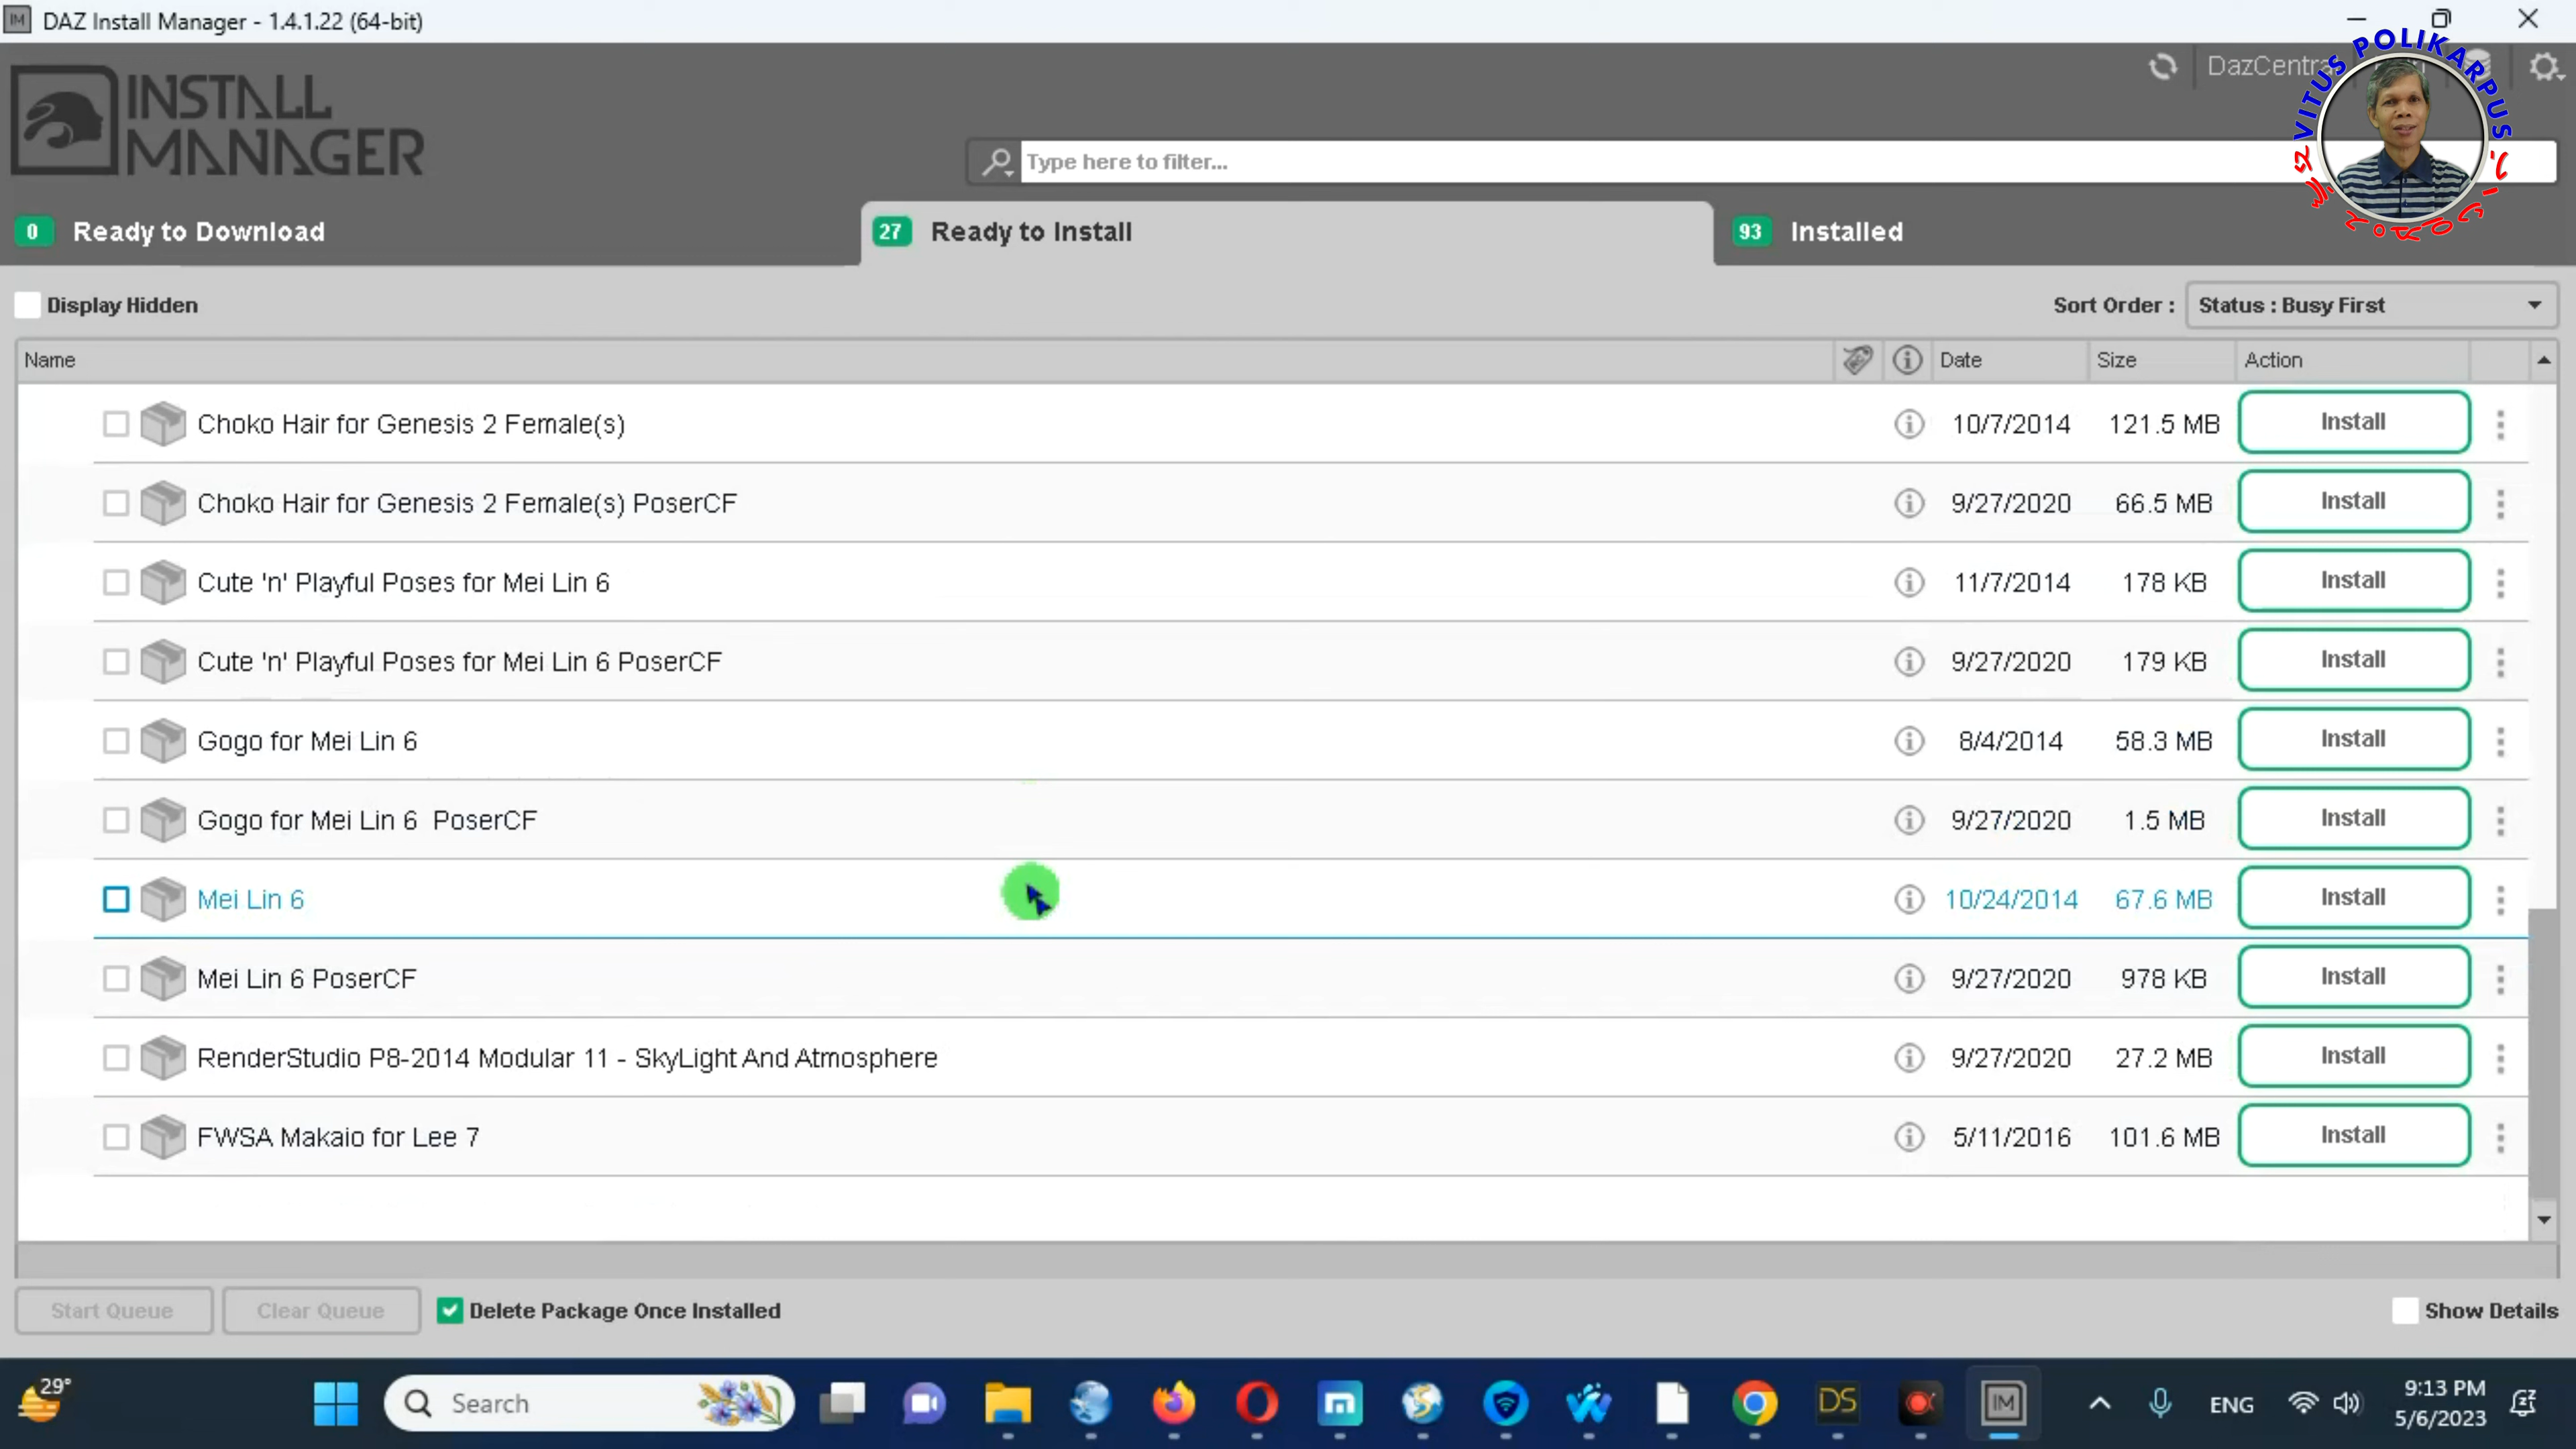 IM DAZ Install Manager - 1.4.1.22 (64-bit)
INSTALL
MANAGER
VITUS POLIKARPUS
Type here to filter...
0 Ready to Download
27 Ready to Install
93 Installed
Display Hidden
Sort Order : Status : Busy First
Name Date Size Action
Choko Hair for Genesis 2 Female(s) 10/7/2014 121.5 MB Install
Choko Hair for Genesis 2 Female(s) PoserCF 9/27/2020 66.5 MB Install
Cute 'n' Playful Poses for Mei Lin 6 11/7/2014 178 KB Install
Cute 'n' Playful Poses for Mei Lin 6 PoserCF 9/27/2020 179 KB Install
Gogo for Mei Lin 6 8/4/2014 58.3 MB Install
Gogo for Mei Lin 6  PoserCF 9/27/2020 1.5 MB Install
Mei Lin 6 10/24/2014 67.6 MB Install
Mei Lin 6 PoserCF 9/27/2020 978 KB Install
RenderStudio P8-2014 Modular 11 - SkyLight And Atmosphere 9/27/2020 27.2 MB Install
FWSA Makaio for Lee 7 5/11/2016 101.6 MB Install
Start Queue
Clear Queue
Delete Package Once Installed
Show Details
29°
Search
DS
IM
ENG
9:13 PM
5/6/2023